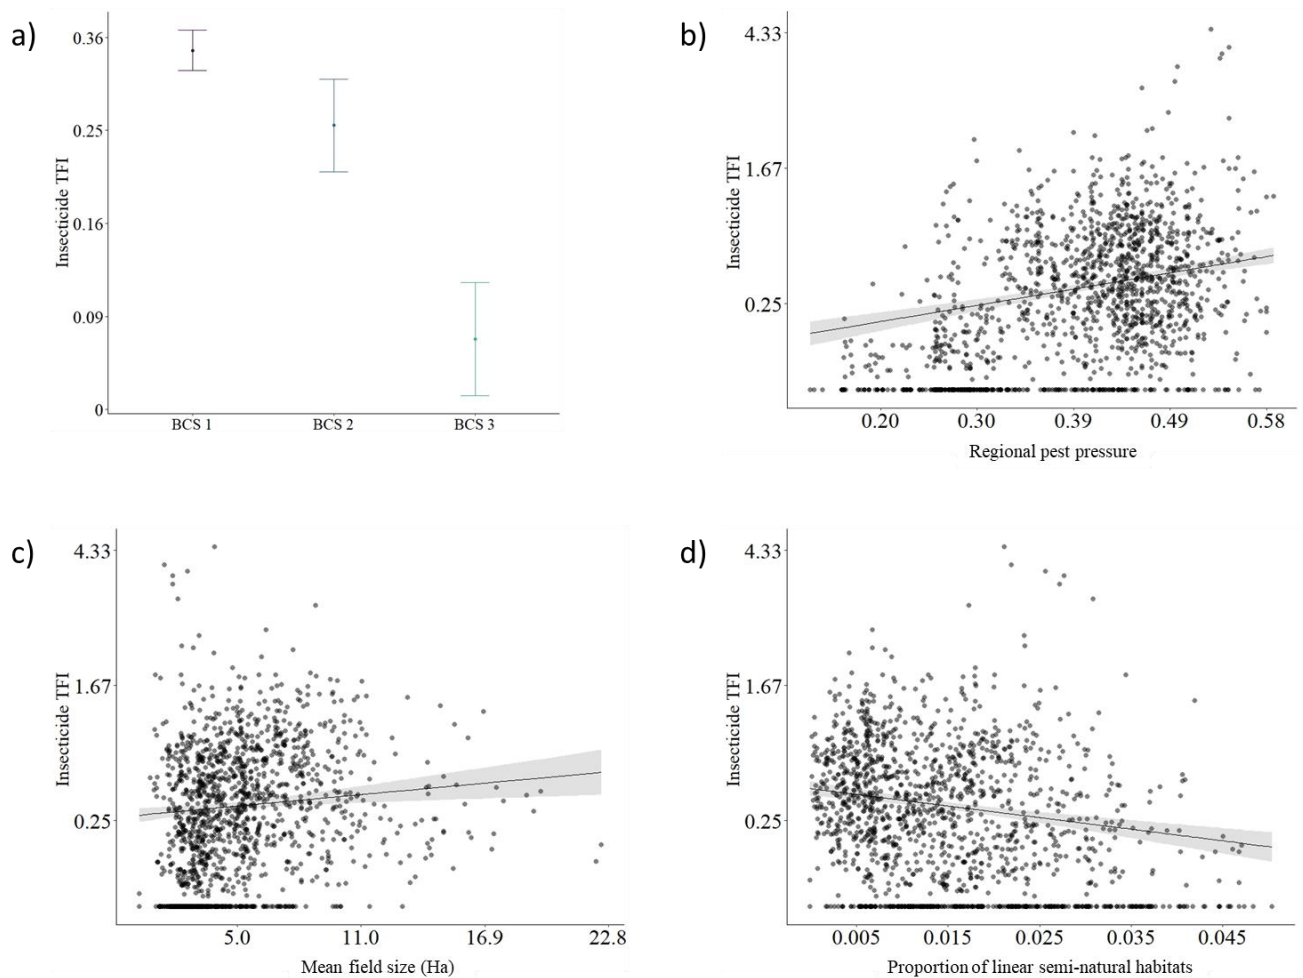 a)
0.36
0.25
0.16
0.09
0
Insecticide TFI
BCS 1 BCS 2 BCS 3
b)
4.33
1.67
0.25
Insecticide TFI
0.20 0.30 0.39 0.49 0.58
Regional pest pressure
c)
4.33
1.67
0.25
Insecticide TFI
5.0 11.0 16.9 22.8
Mean field size (Ha)
d)
4.33
1.67
0.25
Insecticide TFI
0.005 0.015 0.025 0.035 0.045
Proportion of linear semi-natural habitats